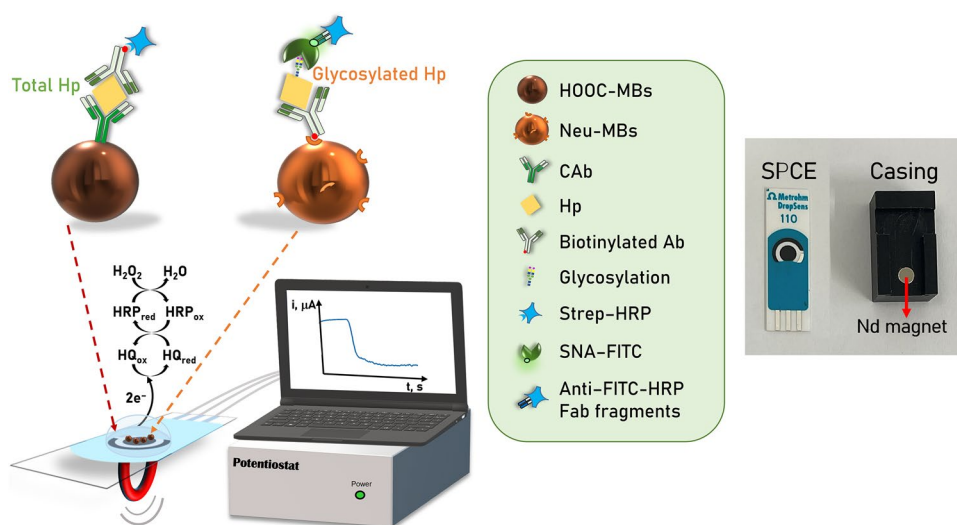 Total Hp
Glycosylated Hp
H₂O₂
H₂O
HRPred
HRPox
HQox
HQred
2e⁻
i, µA
t, s
Potentiostat
Power
HOOC-MBs
Neu-MBs
CAb
Hp
Biotinylated Ab
Glycosylation
Strep-HRP
SNA-FITC
Anti-FITC-HRP
Fab fragments
SPCE
Casing
Metrohm
DropSens
110
Nd magnet